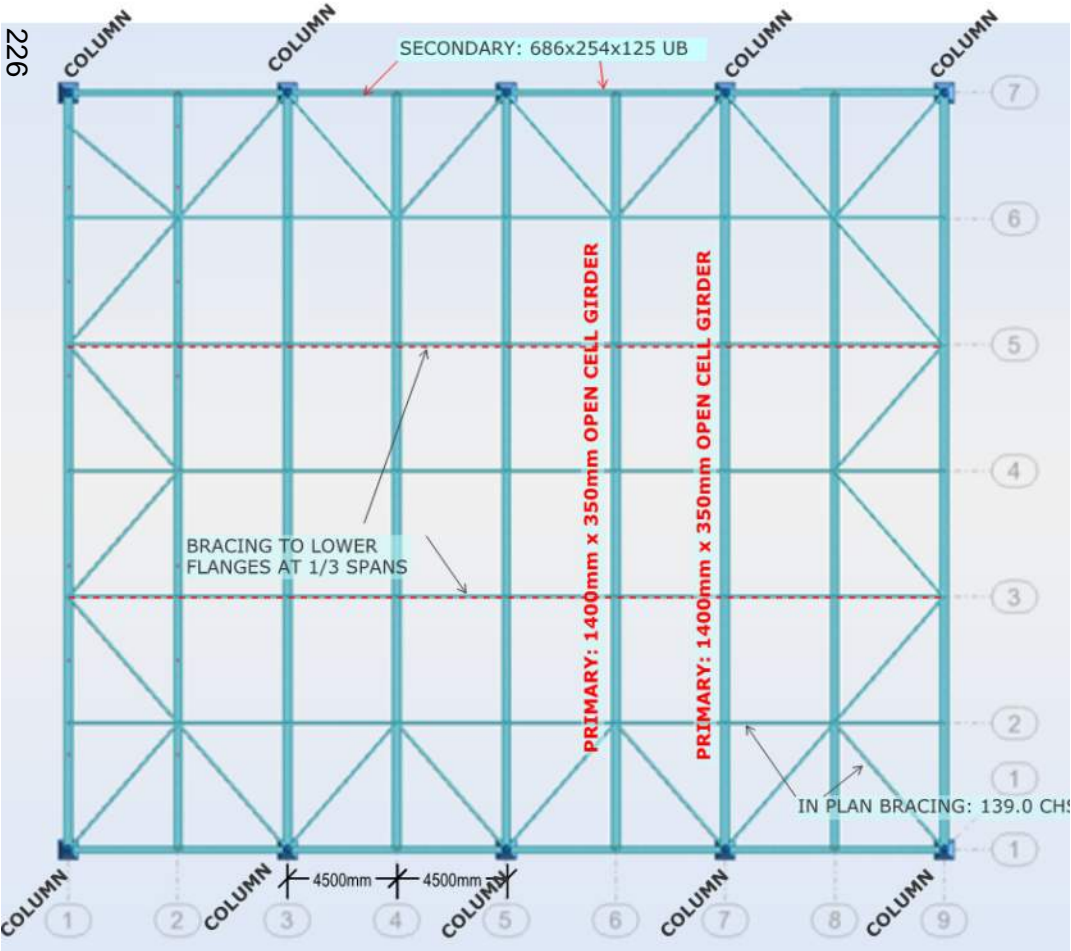 226
COLUMN
COLUMN
COLUMN
COLUMN
SECONDARY: 686x254x125 UB
7
6
5
4
3
2
1
1
PRIMARY: 1400mm x 350mm OPEN CELL GIRDER
PRIMARY: 1400mm x 350mm OPEN CELL GIRDER
BRACING TO LOWER
FLANGES AT 1/3 SPANS
IN PLAN BRACING: 139.0 CHS
4500mm
4500mm
COLUMN
COLUMN
COLUMN
COLUMN
COLUMN
1
2
3
4
5
6
7
8
9